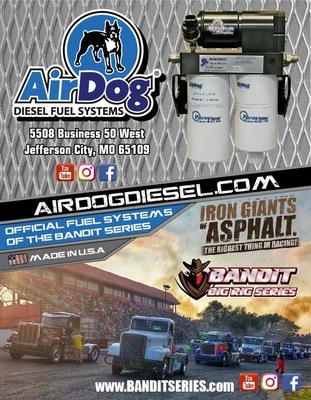 AirDog®
DIESEL FUEL SYSTEMS
5508 Business 50 West
Jefferson City, MO 65109
AIRDOGDIESEL.COM
OFFICIAL FUEL SYSTEMS
OF THE BANDIT SERIES
MADE IN U.S.A
IRON GIANTS
OF ASPHALT.
THE BIGGEST THING IN RACING!
BANDIT
BIG RIG SERIES
www.BANDITSERIES.com